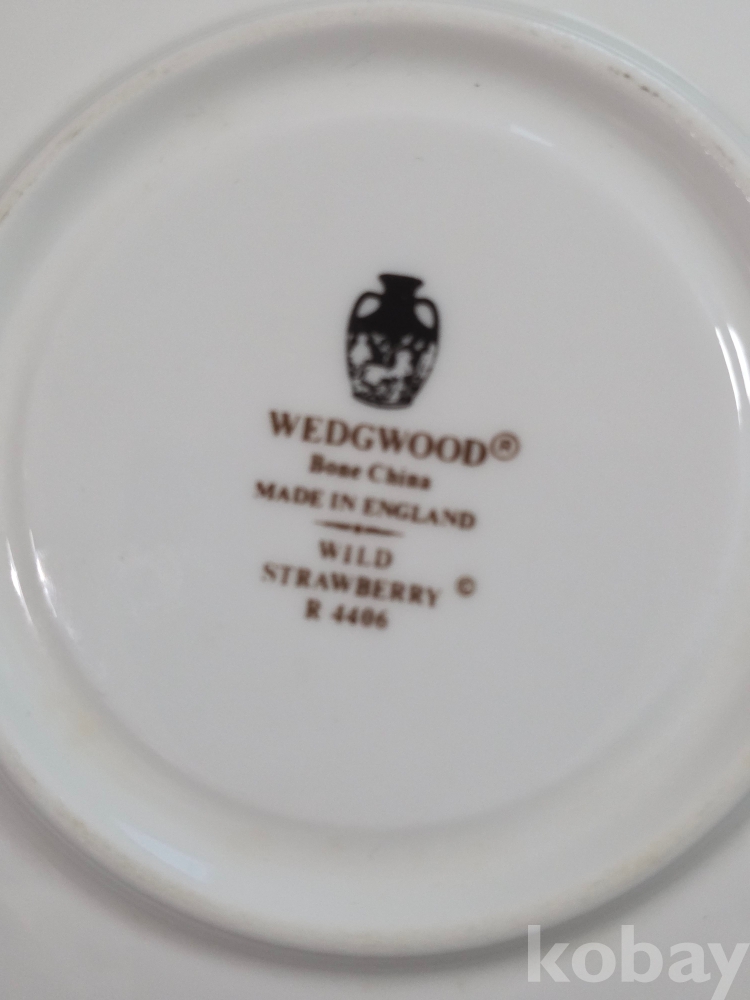 WEDGWOOD®
Bone China
MADE IN ENGLAND
WILD
STRAWBERRY ©
R 4406
kobay